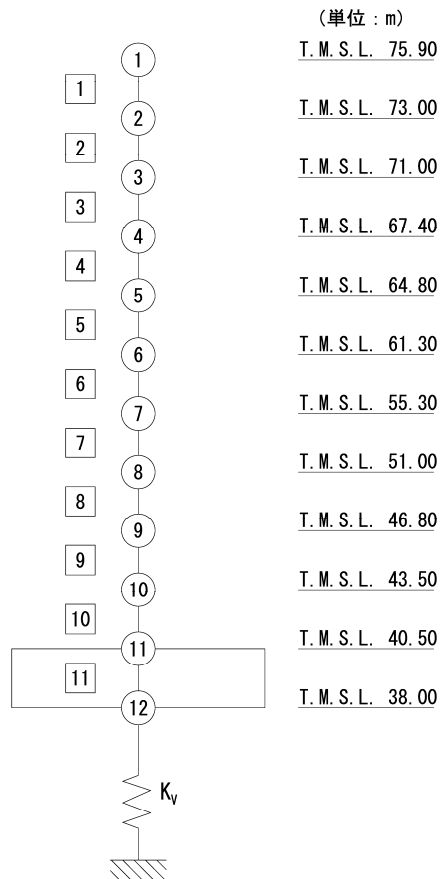 (単位：m)
① T.M.S.L. 75.90
1
② T.M.S.L. 73.00
2
③ T.M.S.L. 71.00
3
④ T.M.S.L. 67.40
4
⑤ T.M.S.L. 64.80
5
⑥ T.M.S.L. 61.30
6
⑦ T.M.S.L. 55.30
7
⑧ T.M.S.L. 51.00
8
⑨ T.M.S.L. 46.80
9
⑩ T.M.S.L. 43.50
10
⑪ T.M.S.L. 40.50
11
⑫ T.M.S.L. 38.00
Kv